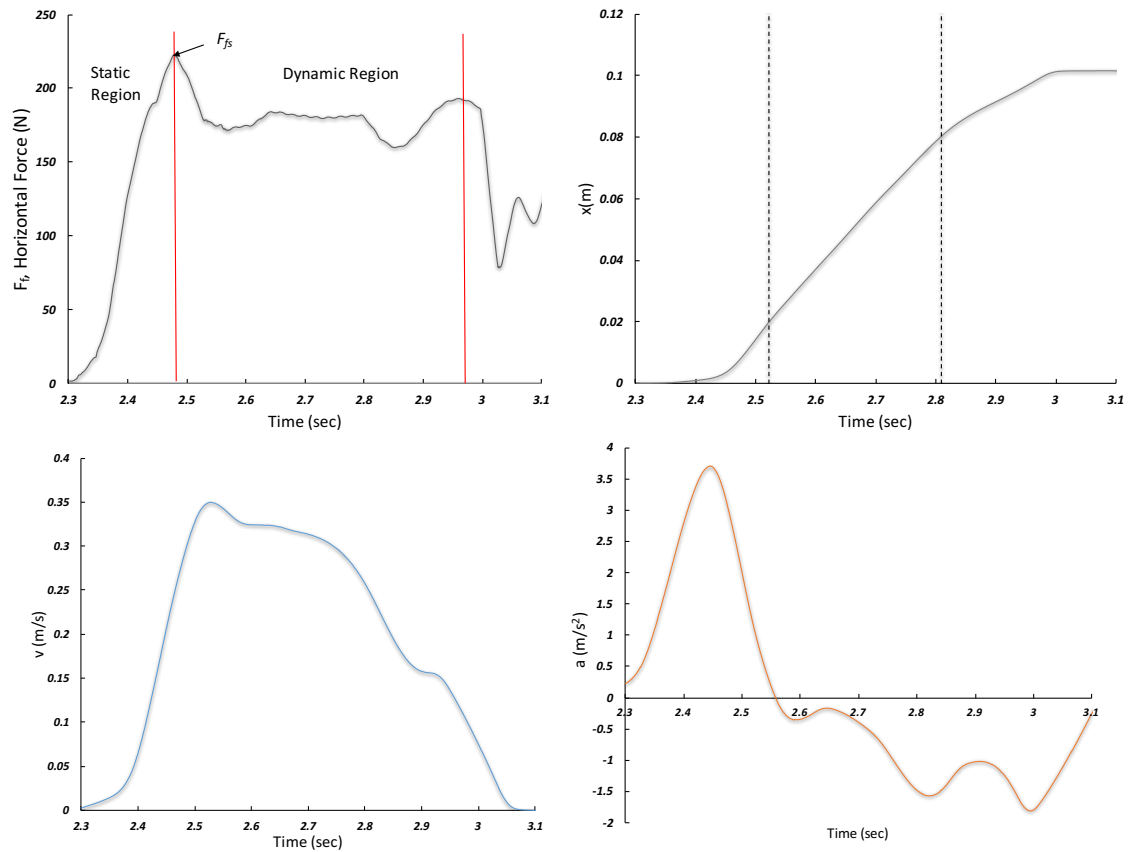 250
200
150
100
50
0
F_f, Horizontal Force (N)
Static
Region
F_fs
Dynamic Region
2.3 2.4 2.5 2.6 2.7 2.8 2.9 3 3.1
Time (sec)
0.12
0.1
0.08
0.06
0.04
0.02
0
x(m)
2.3 2.4 2.5 2.6 2.7 2.8 2.9 3 3.1
Time (sec)
0.4
0.35
0.3
0.25
0.2
0.15
0.1
0.05
0
v (m/s)
2.3 2.4 2.5 2.6 2.7 2.8 2.9 3 3.1
Time (sec)
4
3.5
3
2.5
2
1.5
1
0.5
0
-0.5
-1
-1.5
-2
a (m/s²)
2.3 2.4 2.5 2.6 2.7 2.8 2.9 3 3.1
Time (sec)